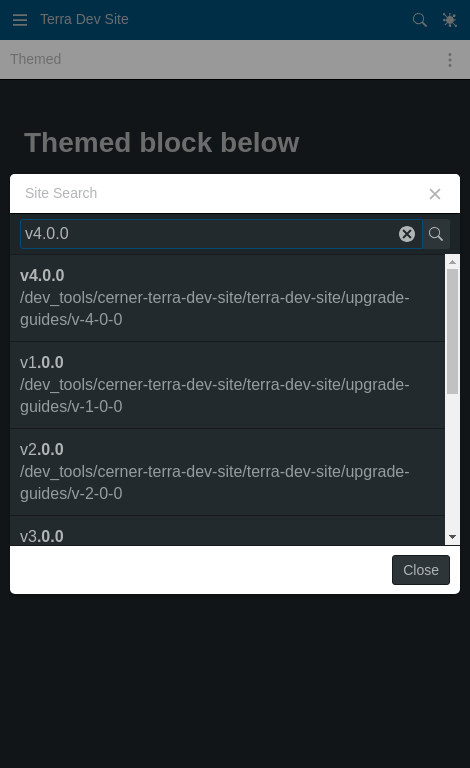 Terra Dev Site
Themed
Themed block below
Site Search
v4.0.0
v4.0.0
/dev_tools/cerner-terra-dev-site/terra-dev-site/upgrade-
guides/v-4-0-0
v1.0.0
/dev_tools/cerner-terra-dev-site/terra-dev-site/upgrade-
guides/v-1-0-0
v2.0.0
/dev_tools/cerner-terra-dev-site/terra-dev-site/upgrade-
guides/v-2-0-0
v3.0.0
Close